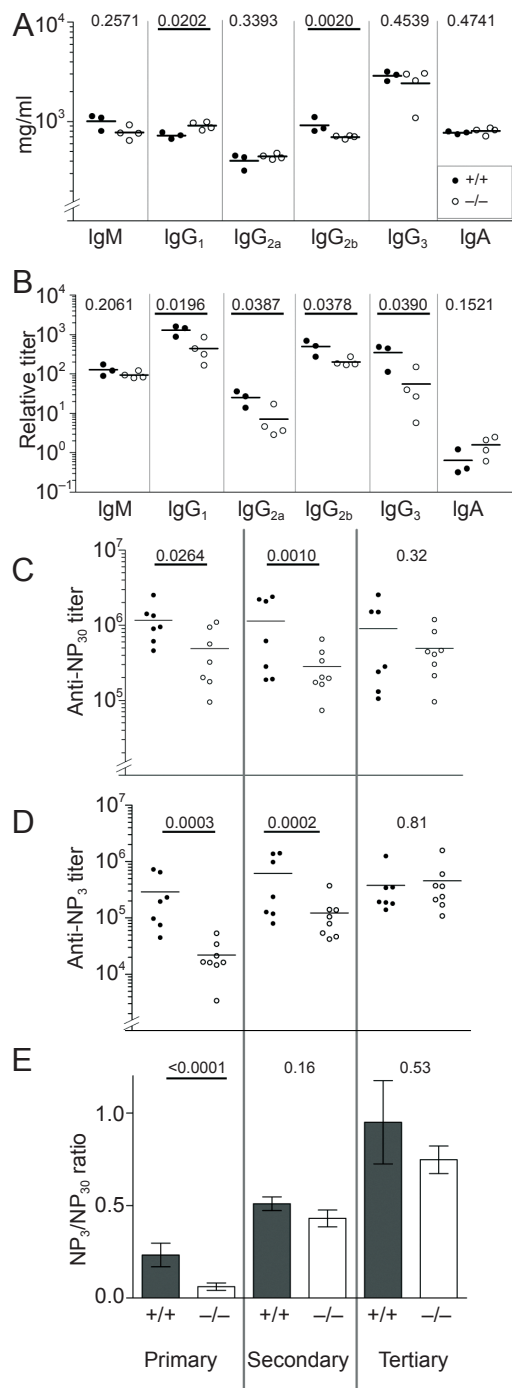 A
0.2571 0.0202 0.3393 0.0020 0.4539 0.4741
10⁴
10³
mg/ml
+/+
–/–
IgM IgG₁ IgG₂ₐ IgG₂b IgG₃ IgA
B
0.2061 0.0196 0.0387 0.0378 0.0390 0.1521
10⁴
10³
10²
10¹
10⁰
10⁻¹
Relative titer
IgM IgG₁ IgG₂ₐ IgG₂b IgG₃ IgA
C
0.0264 0.0010 0.32
10⁷
10⁶
10⁵
Anti-NP₃₀ titer
D
0.0003 0.0002 0.81
10⁷
10⁶
10⁵
10⁴
Anti-NP₃ titer
E
<0.0001 0.16 0.53
1.0
0.5
0.0
NP₃/NP₃₀ ratio
+/+ –/– +/+ –/– +/+ –/–
Primary Secondary Tertiary